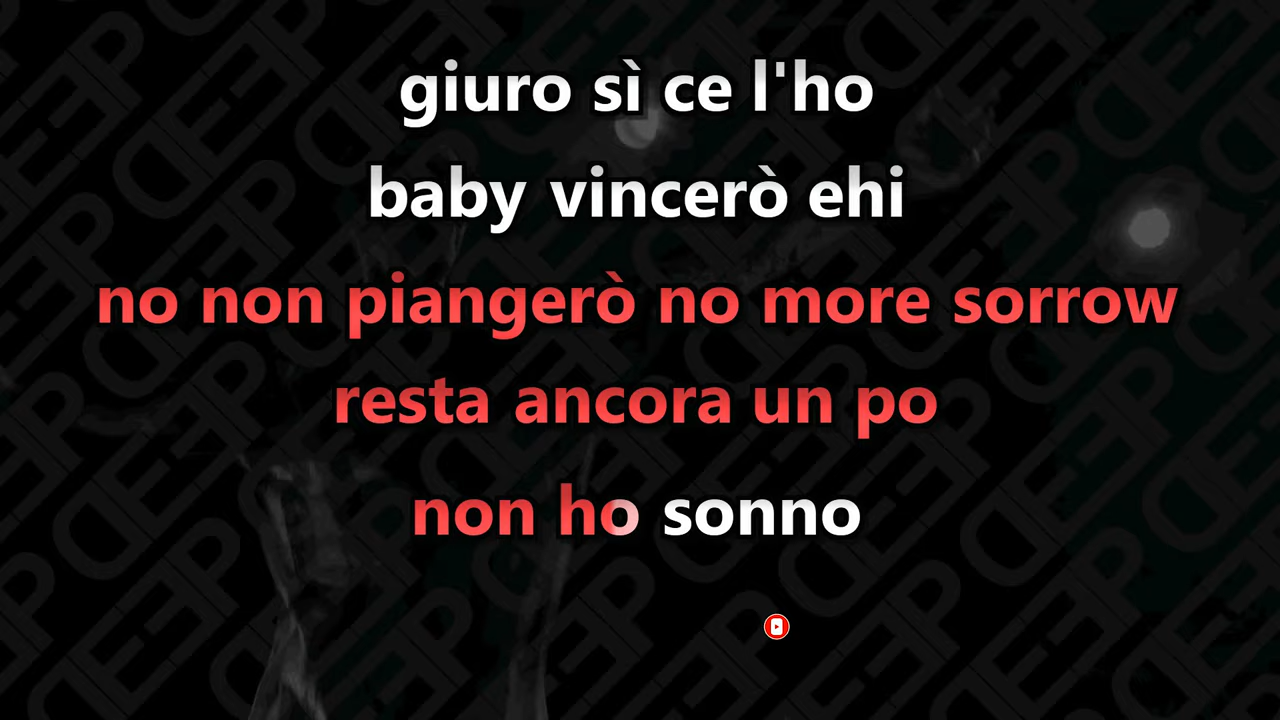 giuro sì ce l'ho
baby vincerò ehi
no non piangerò no more sorrow
resta ancora un po
non ho sonno
DEEP